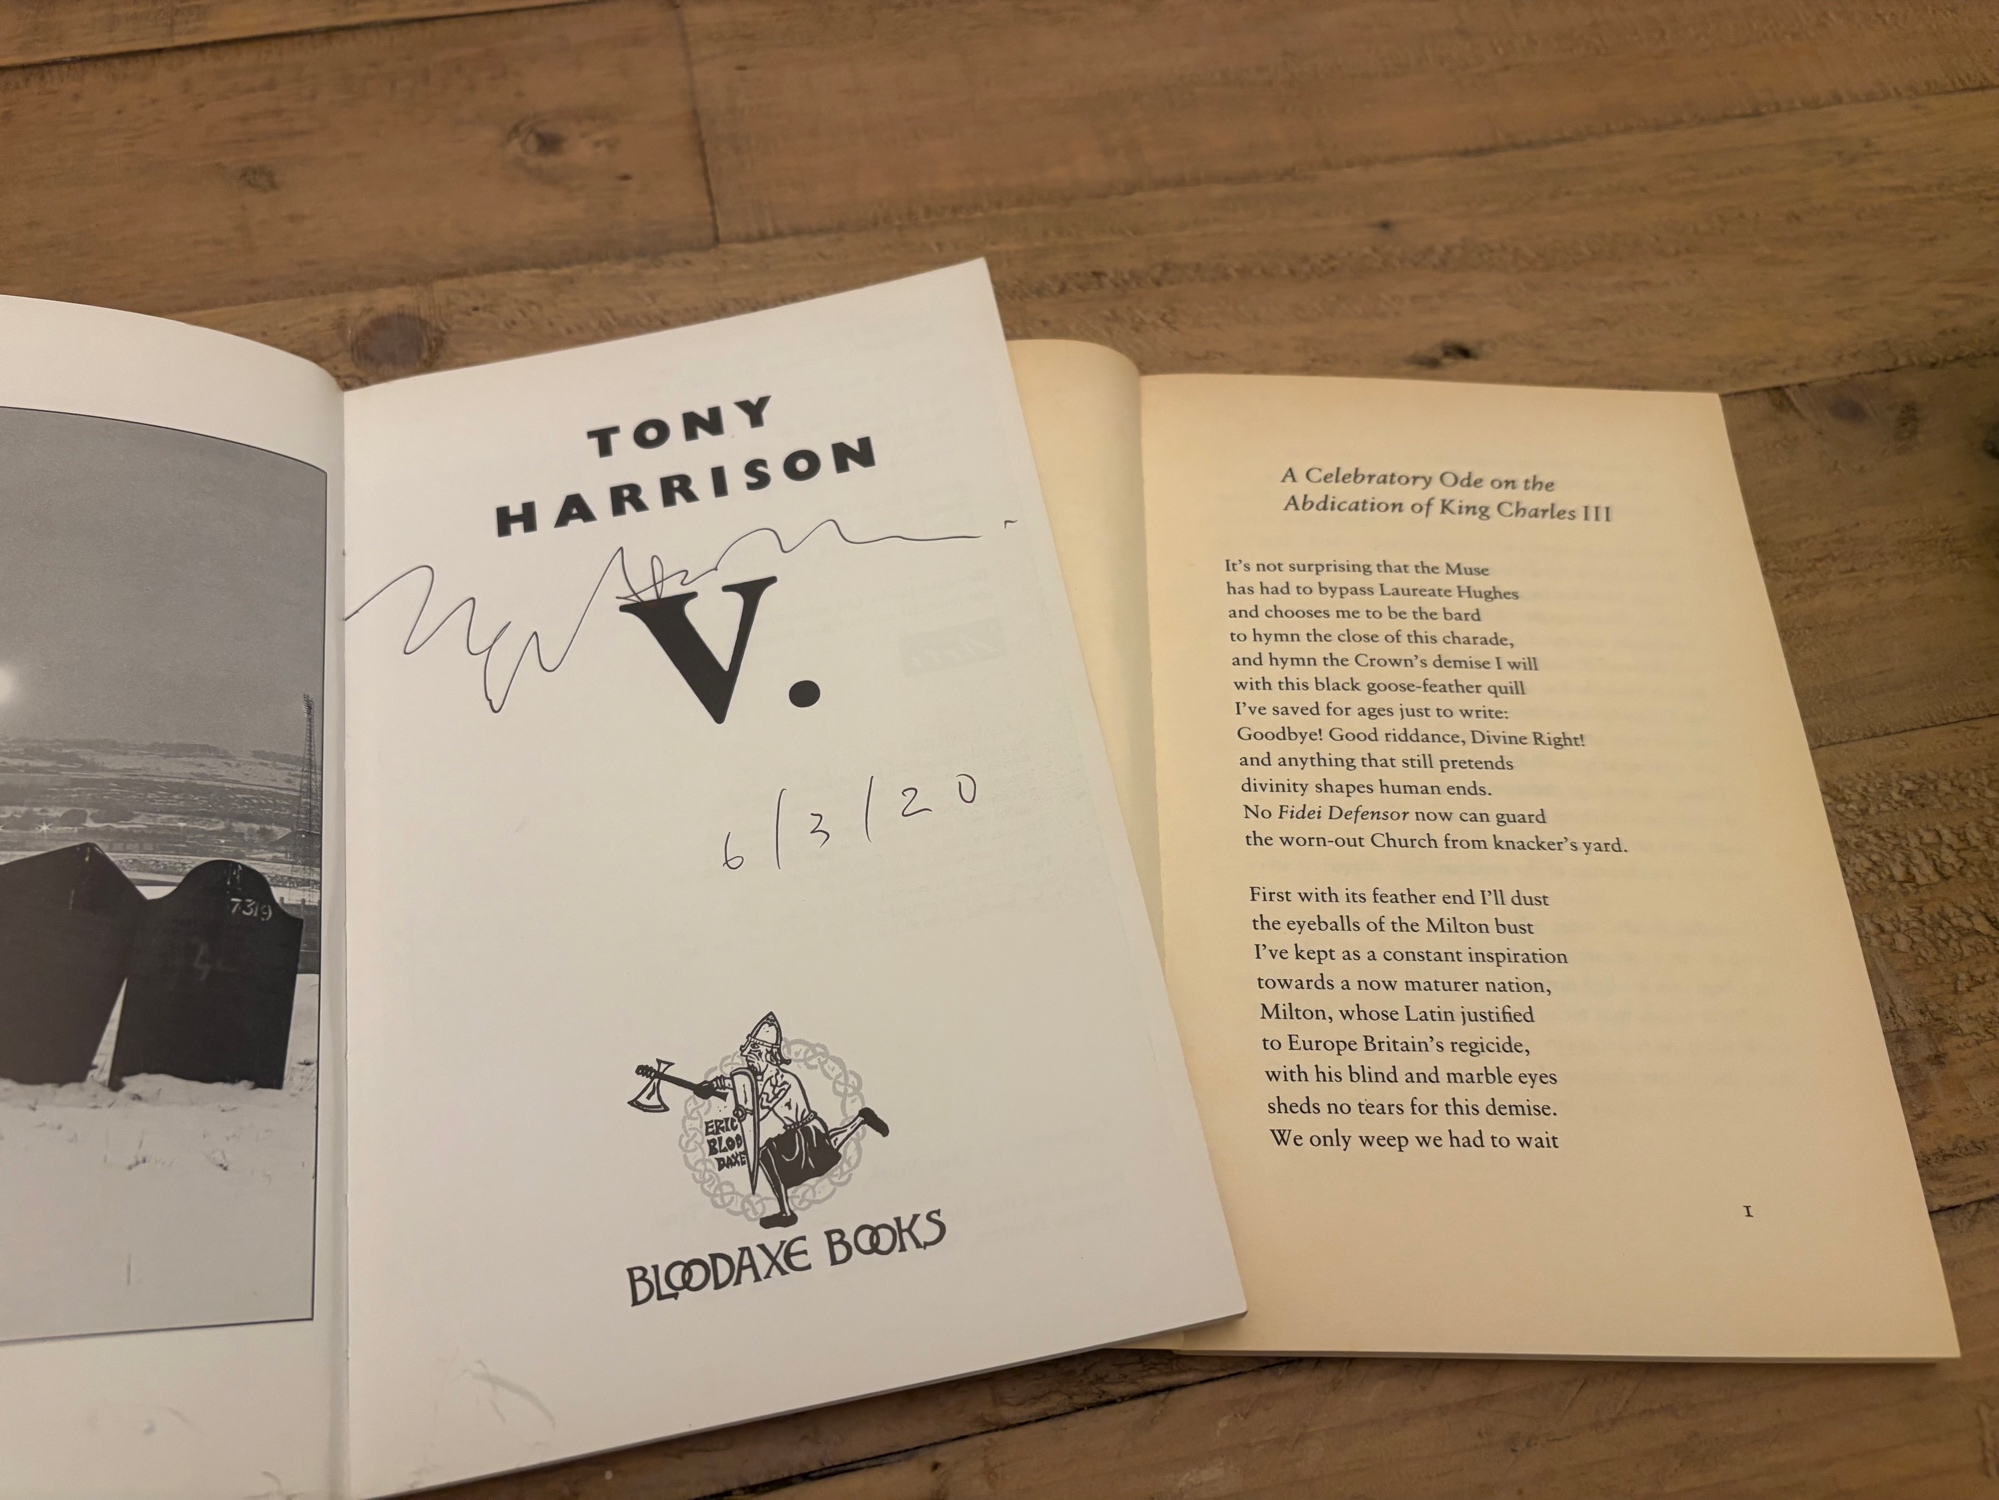 TONY
HARRISON
V.
6/3/20
ERIC
BLOO
DAXE
BLOODAXE BOOKS
7319
A Celebratory Ode on the
Abdication of King Charles III
It's not surprising that the Muse
has had to bypass Laureate Hughes
and chooses me to be the bard
to hymn the close of this charade,
and hymn the Crown's demise I will
with this black goose-feather quill
I've saved for ages just to write:
Goodbye! Good riddance, Divine Right!
and anything that still pretends
divinity shapes human ends.
No Fidei Defensor now can guard
the worn-out Church from knacker's yard.
First with its feather end I'll dust
the eyeballs of the Milton bust
I've kept as a constant inspiration
towards a now maturer nation,
Milton, whose Latin justified
to Europe Britain's regicide,
with his blind and marble eyes
sheds no tears for this demise.
We only weep we had to wait
1